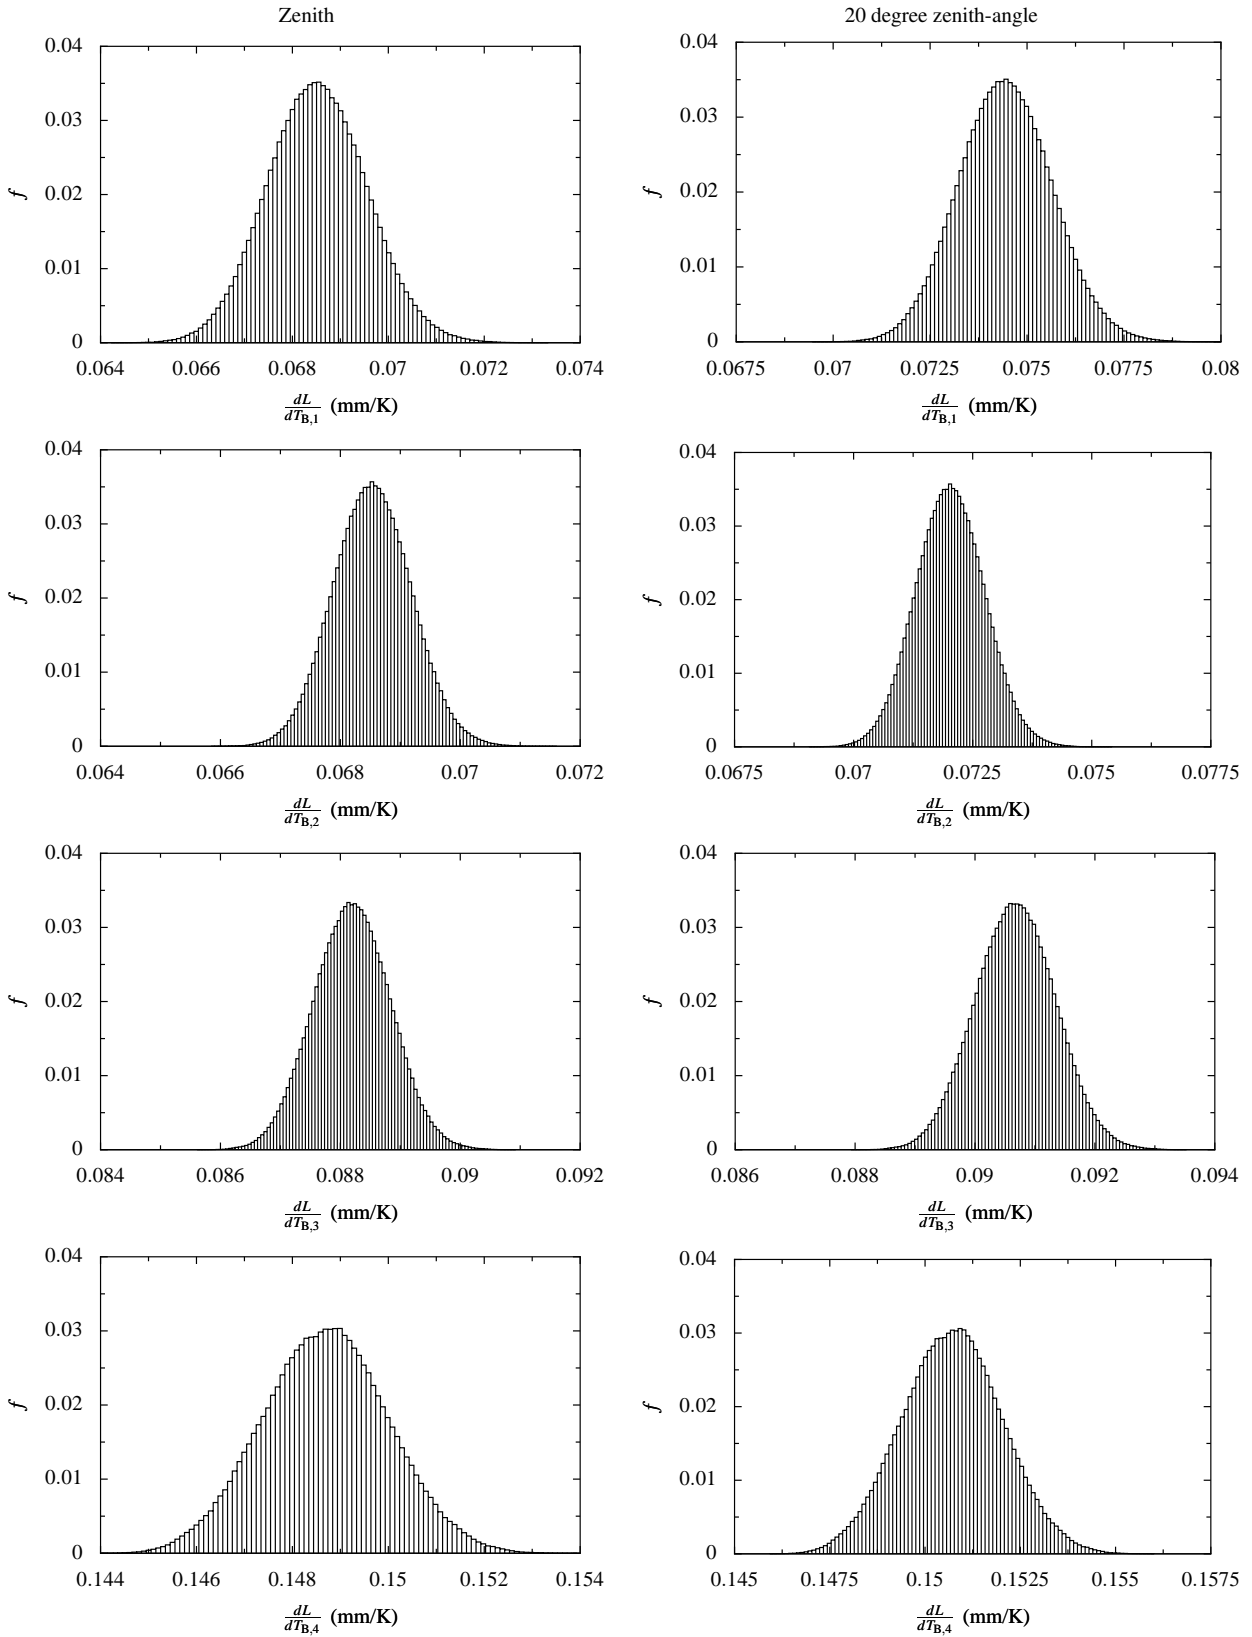 Zenith
20 degree zenith-angle
0.04
0.03
0.02
0.01
0
f
0.064 0.066 0.068 0.07 0.072 0.074
dL/dT_B,1 (mm/K)
0.04
0.03
0.02
0.01
0
f
0.0675 0.07 0.0725 0.075 0.0775 0.08
dL/dT_B,1 (mm/K)
0.04
0.03
0.02
0.01
0
f
0.064 0.066 0.068 0.07 0.072
dL/dT_B,2 (mm/K)
0.04
0.03
0.02
0.01
0
f
0.0675 0.07 0.0725 0.075 0.0775
dL/dT_B,2 (mm/K)
0.04
0.03
0.02
0.01
0
f
0.084 0.086 0.088 0.09 0.092
dL/dT_B,3 (mm/K)
0.04
0.03
0.02
0.01
0
f
0.086 0.088 0.09 0.092 0.094
dL/dT_B,3 (mm/K)
0.04
0.03
0.02
0.01
0
f
0.144 0.146 0.148 0.15 0.152 0.154
dL/dT_B,4 (mm/K)
0.04
0.03
0.02
0.01
0
f
0.145 0.1475 0.15 0.1525 0.155 0.1575
dL/dT_B,4 (mm/K)